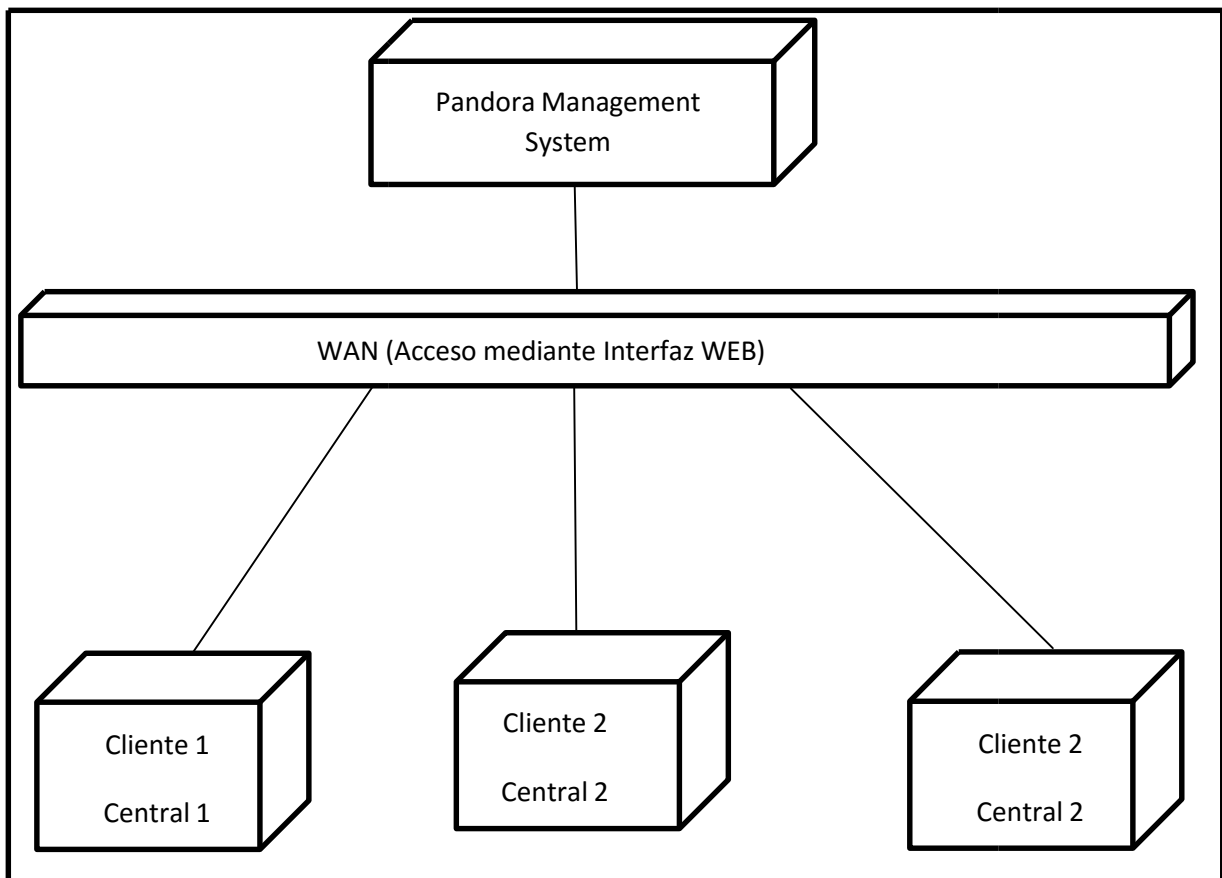 Pandora Management
System
WAN (Acceso mediante Interfaz WEB)
Cliente 1
Central 1
Cliente 2
Central 2
Cliente 2
Central 2